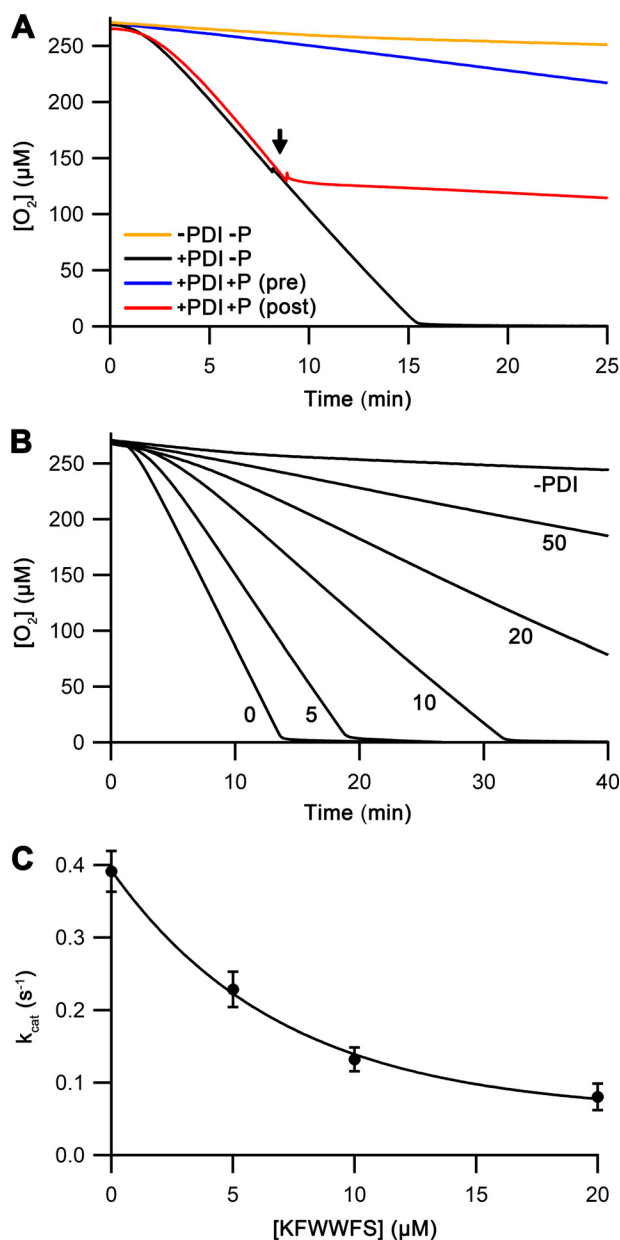 A
[O₂] (µM)
250
200
150
100
50
0
-PDI -P
+PDI -P
+PDI +P (pre)
+PDI +P (post)
0 5 10 15 20 25
Time (min)
B
[O₂] (µM)
250
200
150
100
50
0
-PDI
50
20
10
5
0
0 10 20 30 40
Time (min)
C
k_cat (s⁻¹)
0.4
0.3
0.2
0.1
0.0
0 5 10 15 20
[KFWWFS] (µM)